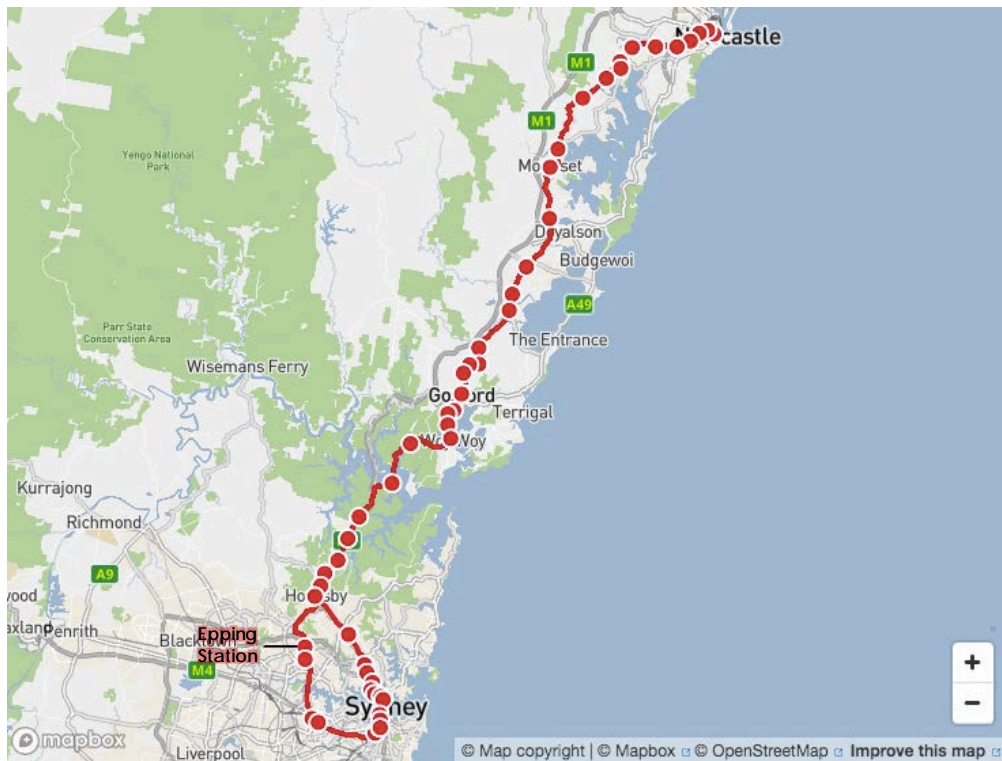 Newcastle
M1
M1
Yengo National
Park
Morisset
Doyalson
Budgewoi
A49
Parr State
Conservation Area
The Entrance
Wisemans Ferry
Gosford
Terrigal
Woy Woy
Kurrajong
Richmond
A9
wood
Hornsby
axland
Penrith
Blacktown
Epping
Station
M4
Sydney
Liverpool
mapbox
© Map copyright | © Mapbox © OpenStreetMap Improve this map
+
−